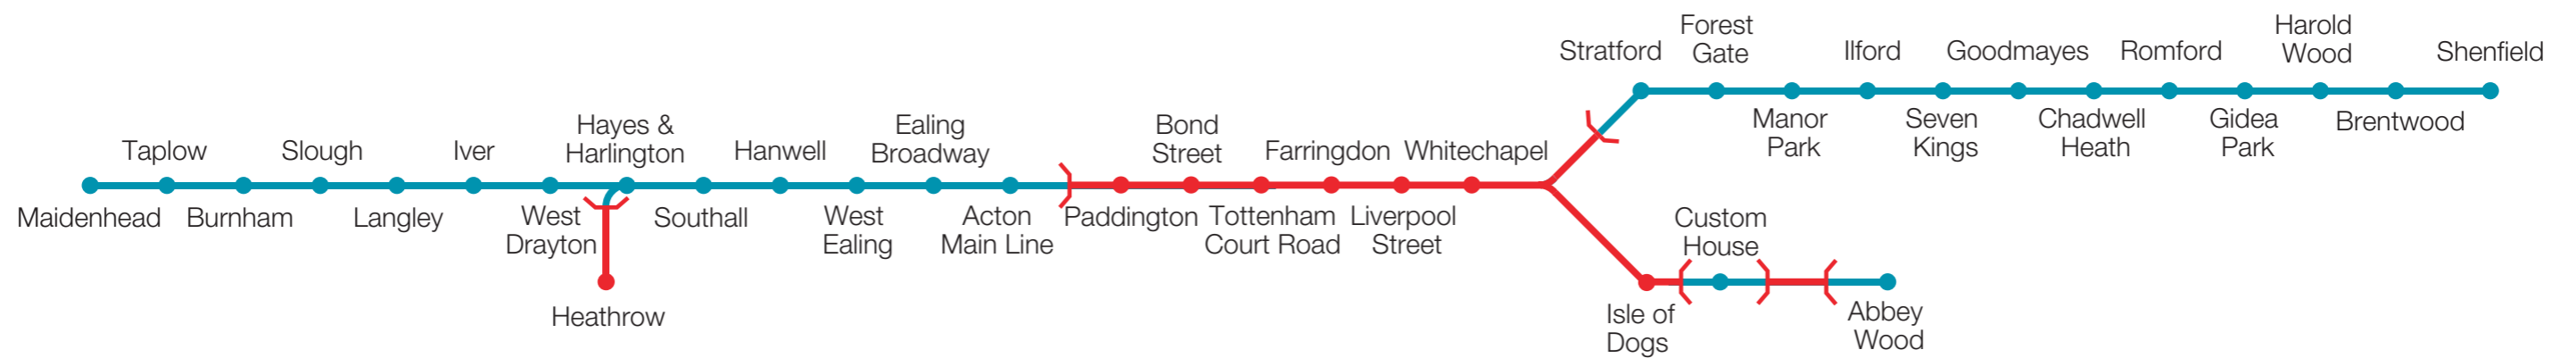 Maidenhead
Taplow
Burnham
Slough
Langley
Iver
West
Drayton
Hayes &
Harlington
Heathrow
Southall
Hanwell
West
Ealing
Ealing
Broadway
Acton
Main Line
Paddington
Bond
Street
Tottenham
Court Road
Farringdon
Liverpool
Street
Whitechapel
Stratford
Forest
Gate
Manor
Park
Ilford
Seven
Kings
Goodmayes
Chadwell
Heath
Romford
Gidea
Park
Harold
Wood
Brentwood
Shenfield
Isle of
Dogs
Custom
House
Abbey
Wood